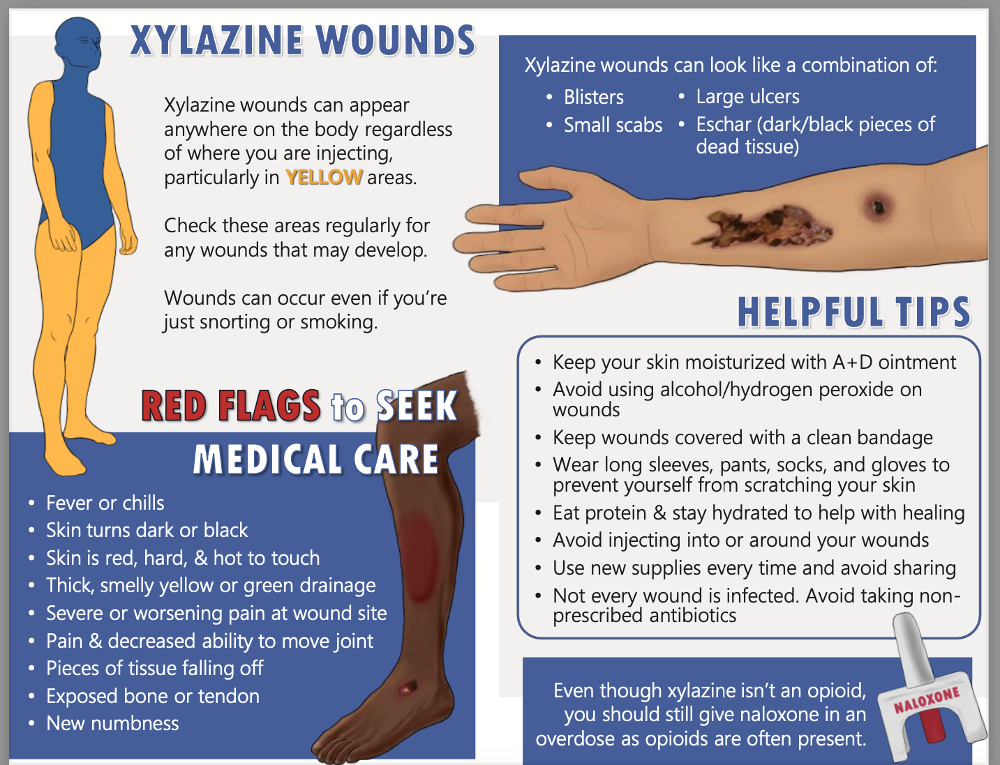 XYLAZINE WOUNDS
Xylazine wounds can appear
anywhere on the body regardless
of where you are injecting,
particularly in YELLOW areas.
Check these areas regularly for
any wounds that may develop.
Wounds can occur even if you're
just snorting or smoking.
Xylazine wounds can look like a combination of:
• Blisters
• Small scabs
• Large ulcers
• Eschar (dark/black pieces of
dead tissue)
RED FLAGS to SEEK
MEDICAL CARE
• Fever or chills
• Skin turns dark or black
• Skin is red, hard, & hot to touch
• Thick, smelly yellow or green drainage
• Severe or worsening pain at wound site
• Pain & decreased ability to move joint
• Pieces of tissue falling off
• Exposed bone or tendon
• New numbness
HELPFUL TIPS
• Keep your skin moisturized with A+D ointment
• Avoid using alcohol/hydrogen peroxide on
wounds
• Keep wounds covered with a clean bandage
• Wear long sleeves, pants, socks, and gloves to
prevent yourself from scratching your skin
• Eat protein & stay hydrated to help with healing
• Avoid injecting into or around your wounds
• Use new supplies every time and avoid sharing
• Not every wound is infected. Avoid taking non-
prescribed antibiotics
Even though xylazine isn't an opioid,
you should still give naloxone in an
overdose as opioids are often present.
NALOXONE